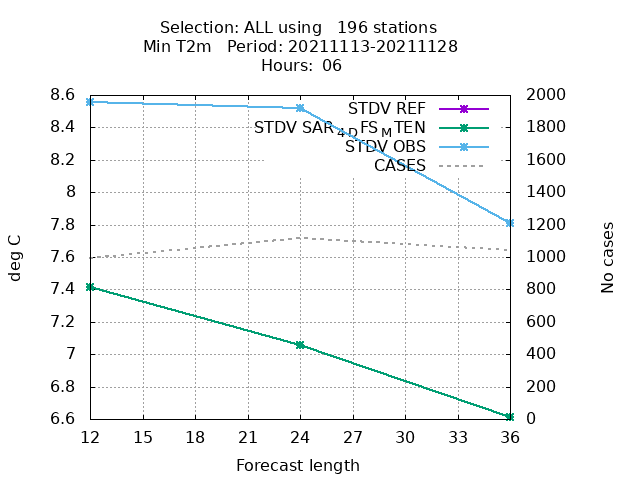 Selection: ALL using   196 stations
Min T2m   Period: 20211113-20211128
Hours:  06
8.6
8.4
8.2
8
7.8
7.6
7.4
7.2
7
6.8
6.6
2000
1800
1600
1400
1200
1000
800
600
400
200
0
STDV REF
STDV SAR4DFSMTEN
STDV OBS
CASES
deg C
No cases
12 15 18 21 24 27 30 33 36
Forecast length